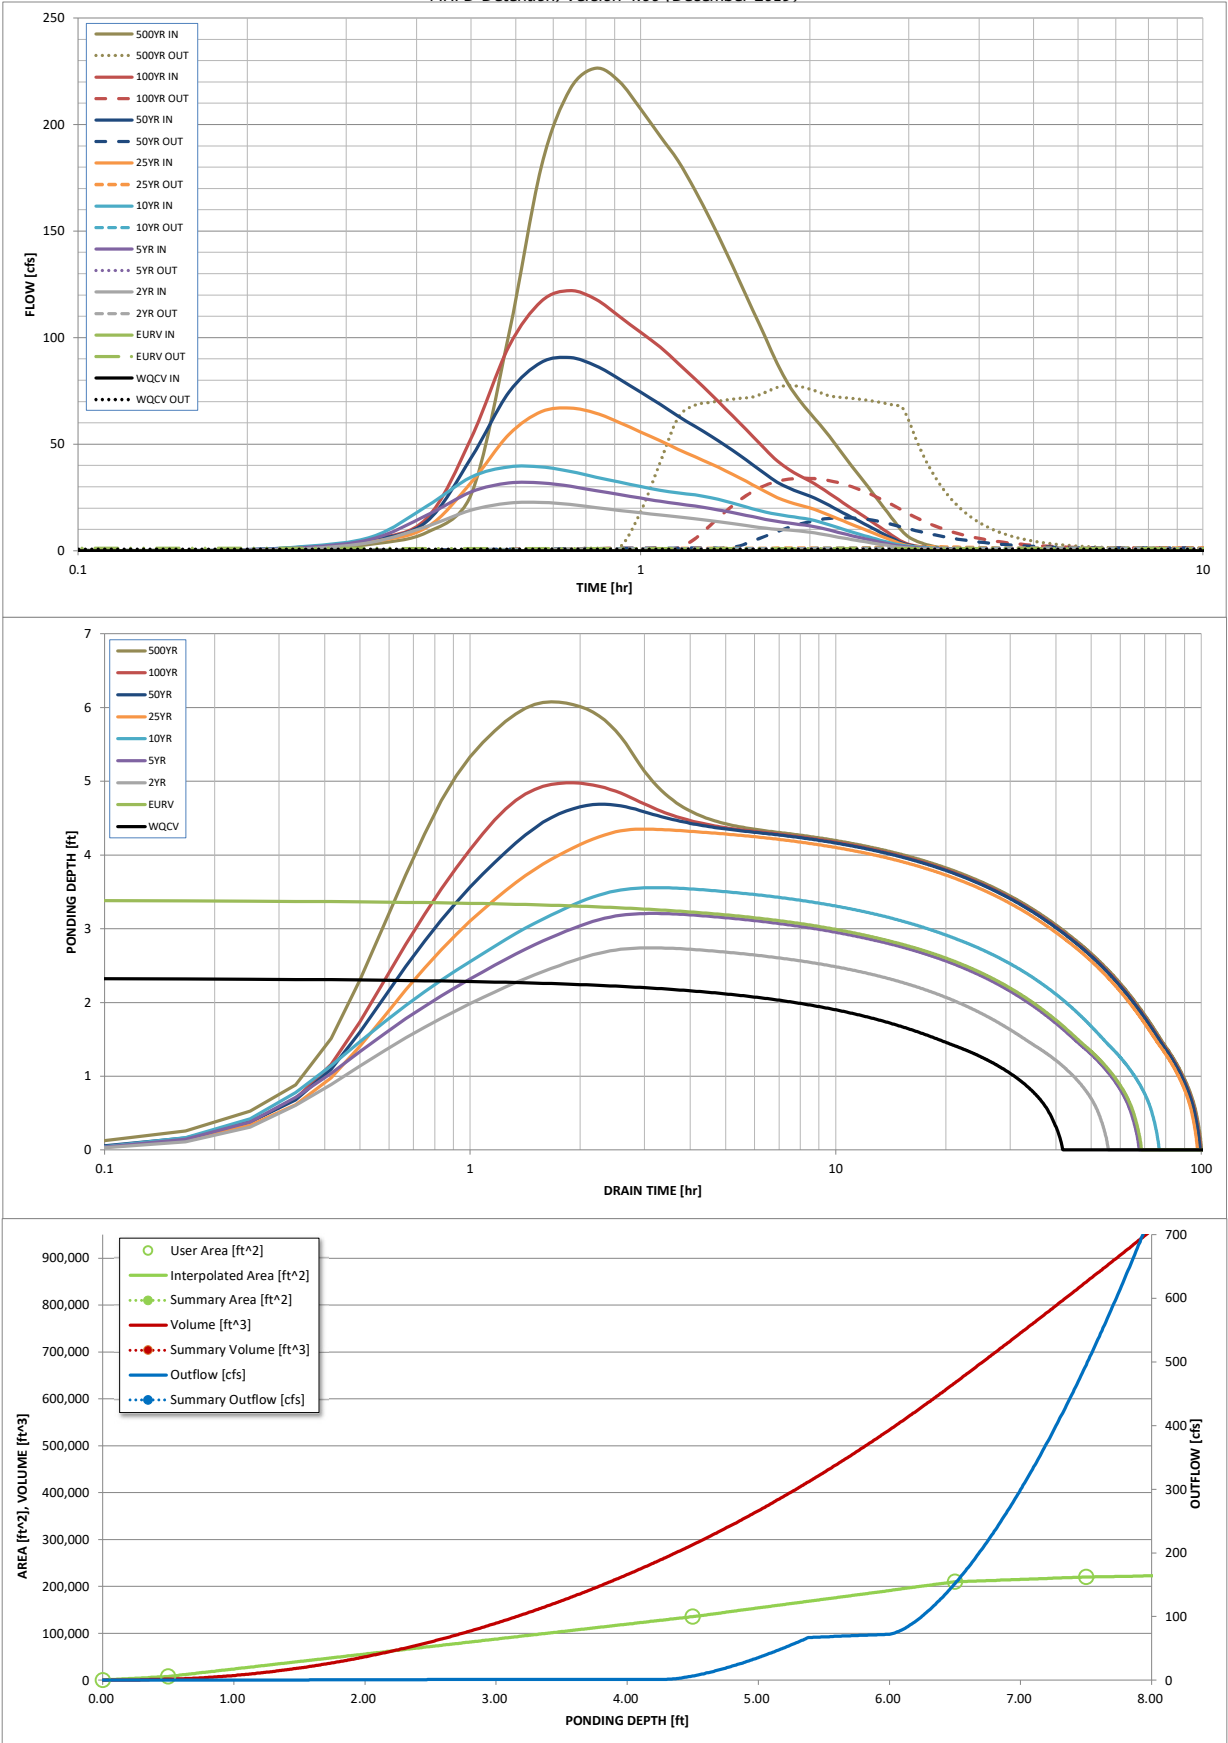 250
200
150
100
50
0
FLOW [cfs]
500YR IN
500YR OUT
100YR IN
100YR OUT
50YR IN
50YR OUT
25YR IN
25YR OUT
10YR IN
10YR OUT
5YR IN
5YR OUT
2YR IN
2YR OUT
EURV IN
EURV OUT
WQCV IN
WQCV OUT
0.1
1
10
TIME [hr]
7
6
5
4
3
2
1
0
PONDING DEPTH [ft]
500YR
100YR
50YR
25YR
10YR
5YR
2YR
EURV
WQCV
0.1
1
10
100
DRAIN TIME [hr]
900,000
800,000
700,000
600,000
500,000
400,000
300,000
200,000
100,000
0
AREA [ft^2], VOLUME [ft^3]
User Area [ft^2]
Interpolated Area [ft^2]
Summary Area [ft^2]
Volume [ft^3]
Summary Volume [ft^3]
Outflow [cfs]
Summary Outflow [cfs]
700
600
500
400
300
200
100
0
OUTFLOW [cfs]
0.00
1.00
2.00
3.00
4.00
5.00
6.00
7.00
8.00
PONDING DEPTH [ft]